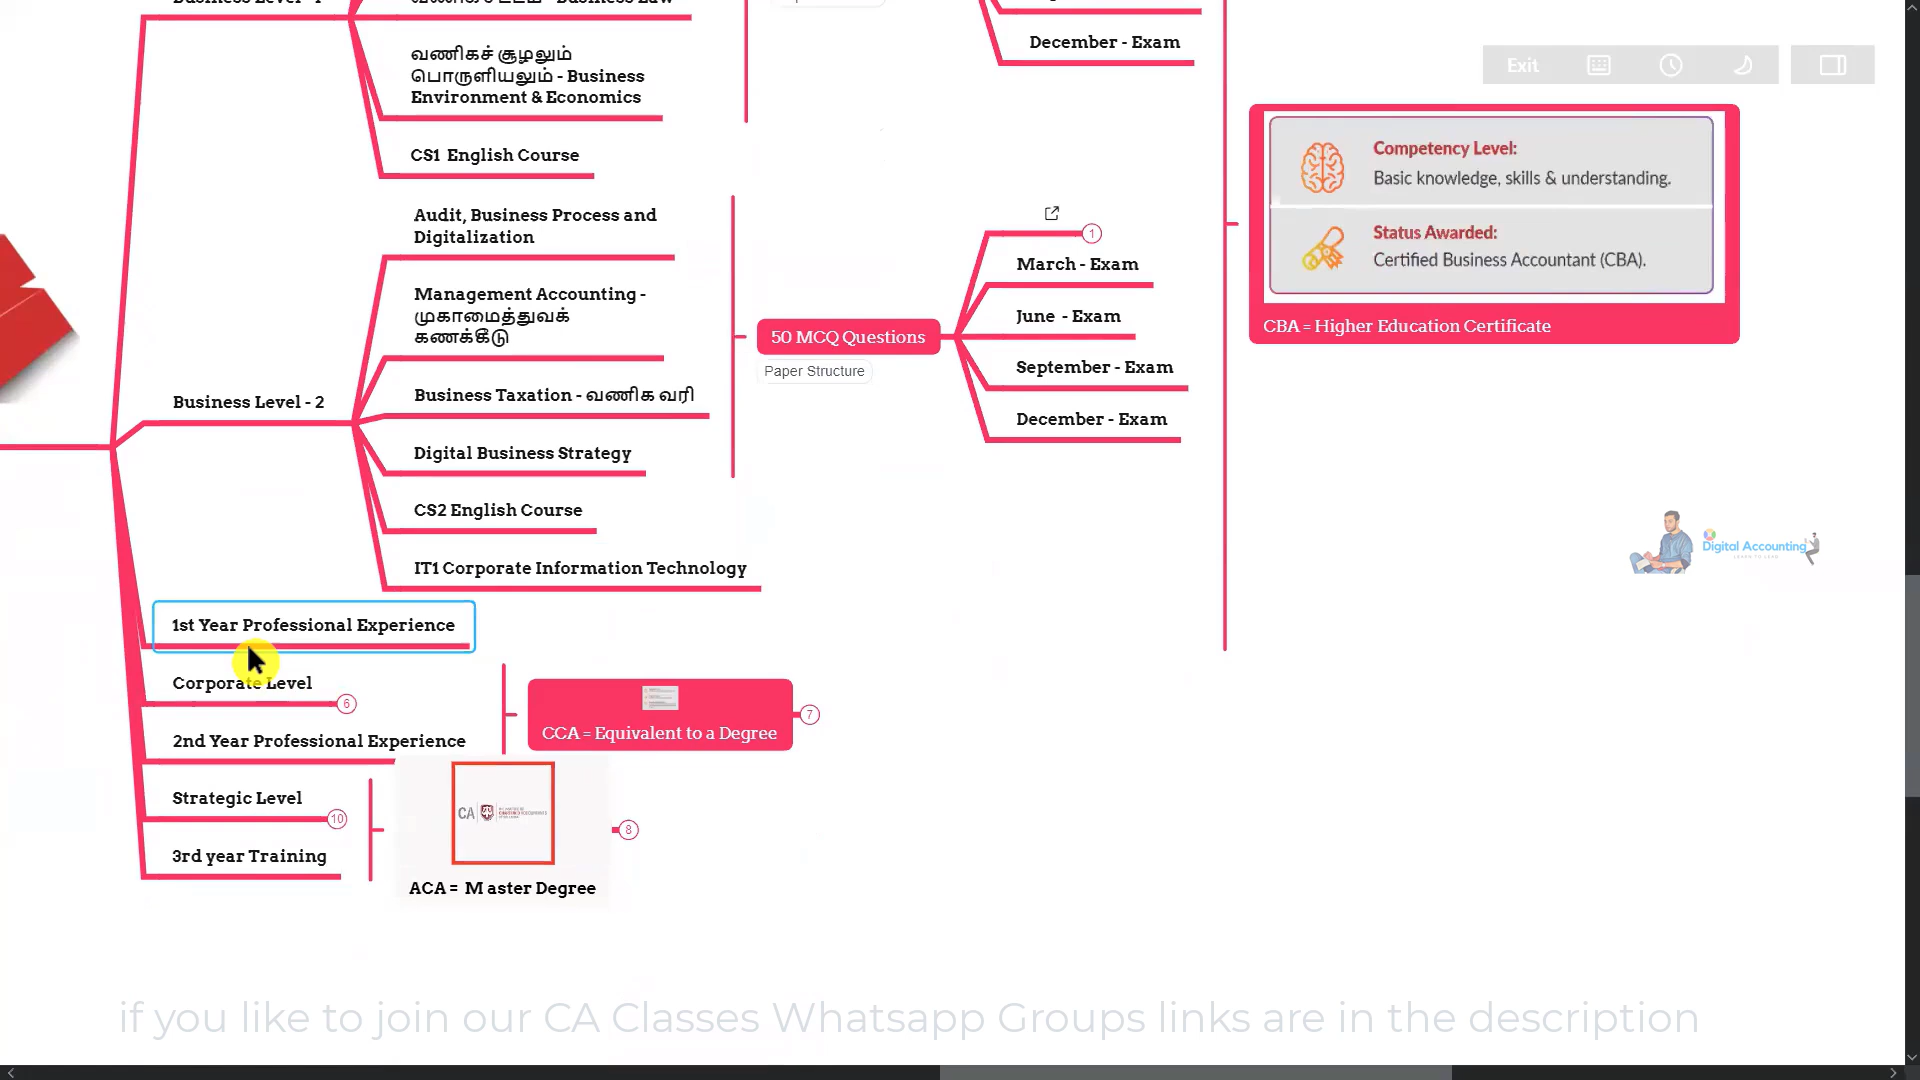 வணிகச் சூழலும்
பொருளியலும் - Business
Environment & Economics
CS1 English Course
December - Exam
Exit
Competency Level:
Basic knowledge, skills & understanding.
Status Awarded:
Certified Business Accountant (CBA).
CBA = Higher Education Certificate
Audit, Business Process and
Digitalization
Management Accounting -
முகாமைத்துவக்
கணக்கீடு
Business Taxation - வணிக வரி
Digital Business Strategy
CS2 English Course
IT1 Corporate Information Technology
Business Level - 2
50 MCQ Questions
Paper Structure
1
March - Exam
June - Exam
September - Exam
December - Exam
Digital Accounting
1st Year Professional Experience
Corporate Level
6
2nd Year Professional Experience
CCA = Equivalent to a Degree
7
Strategic Level
10
3rd year Training
CA
8
ACA = M aster Degree
if you like to join our CA Classes Whatsapp Groups links are in the description